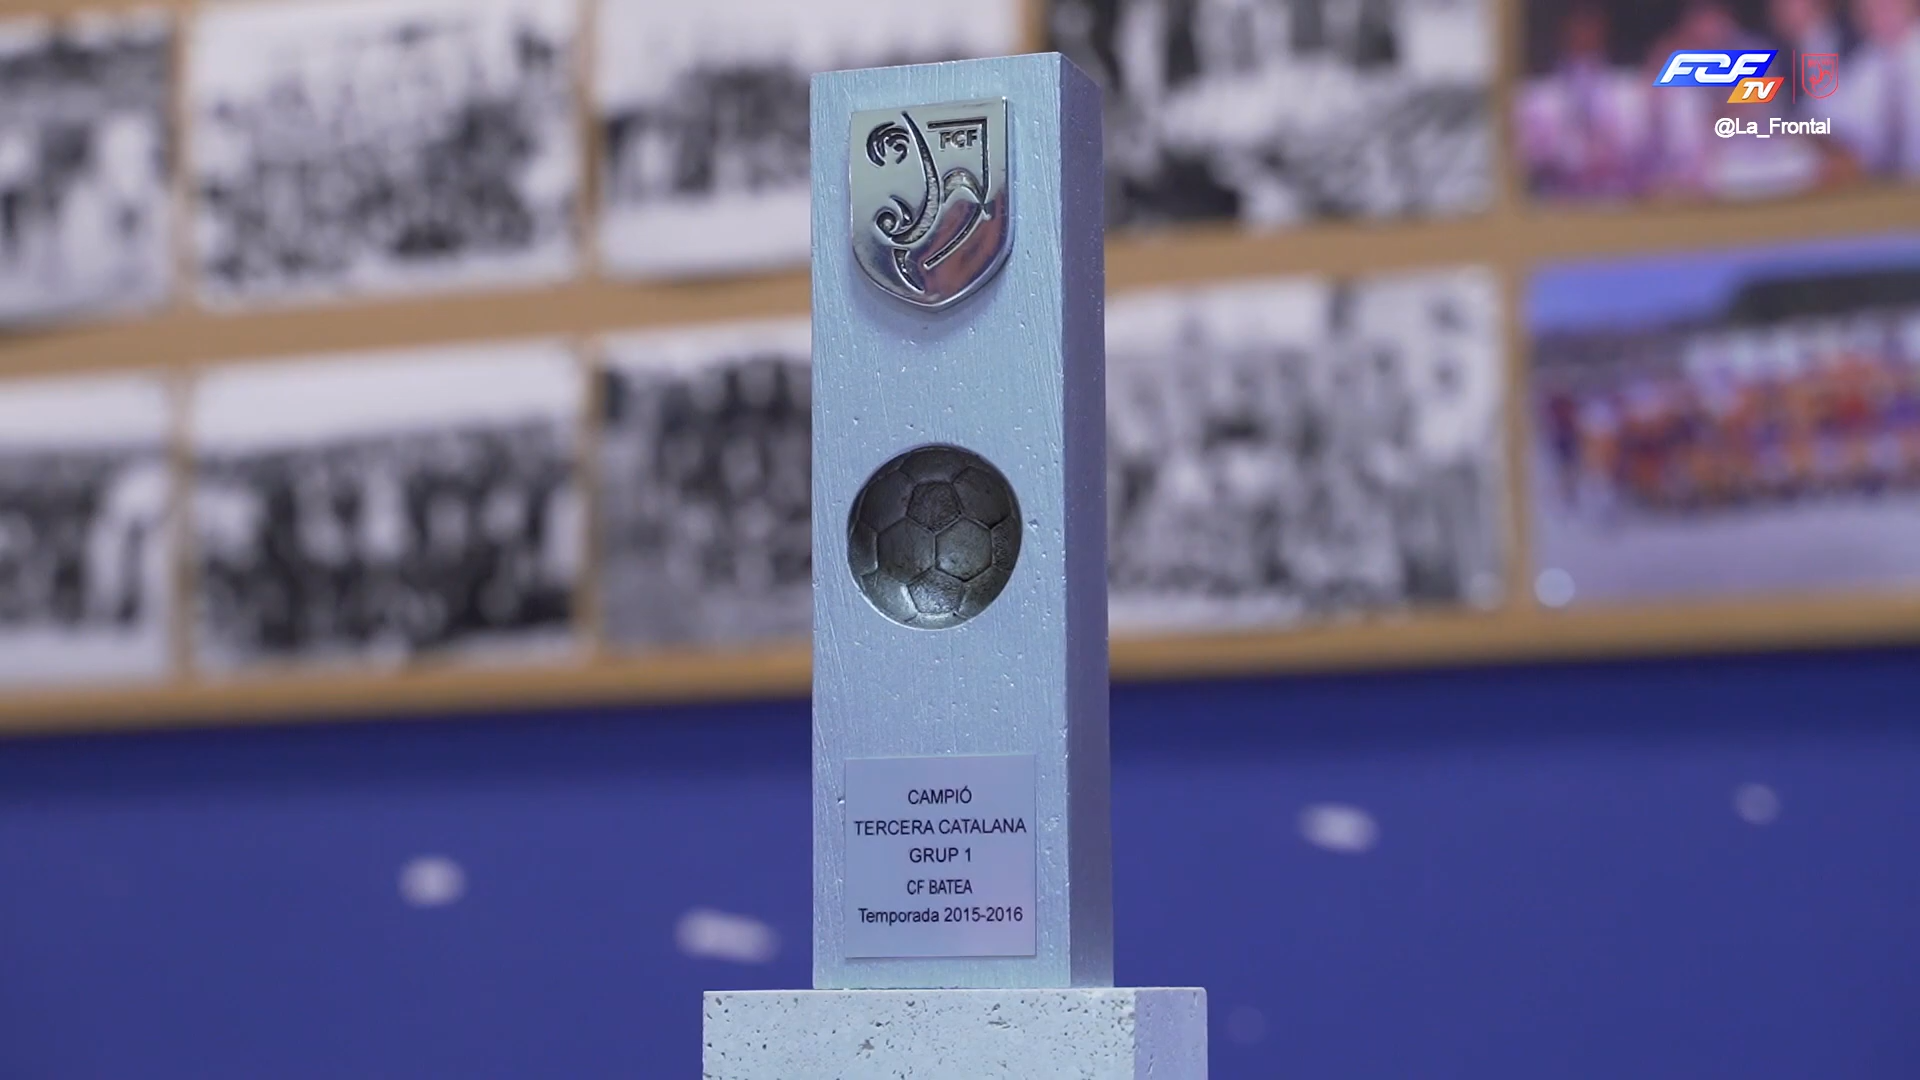 FCF TV
@La_Frontal
FCF
CAMPIÓ
TERCERA CATALANA
GRUP 1
CF BATEA
Temporada 2015-2016